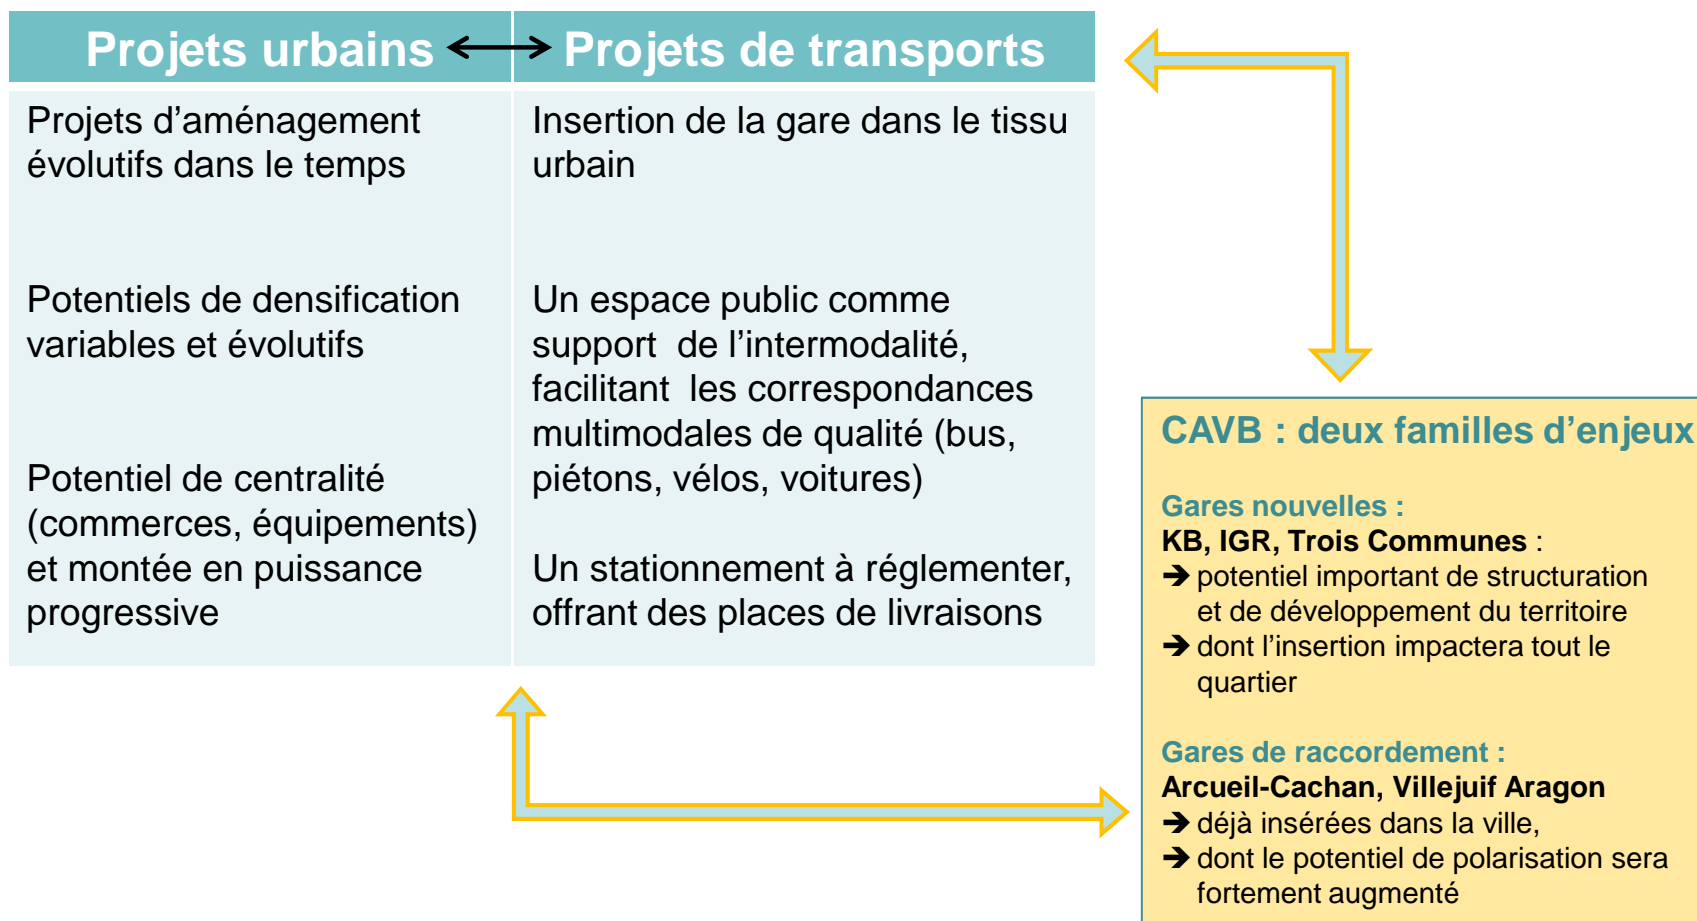 Projets urbains
Projets de transports
Projets d’aménagement
évolutifs dans le temps
Potentiels de densification
variables et évolutifs
Potentiel de centralité
(commerces, équipements)
et montée en puissance
progressive
Insertion de la gare dans le tissu
urbain
Un espace public comme
support de l’intermodalité,
facilitant les correspondances
multimodales de qualité (bus,
piétons, vélos, voitures)
Un stationnement à réglementer,
offrant des places de livraisons
CAVB : deux familles d’enjeux
Gares nouvelles :
KB, IGR, Trois Communes :
➔ potentiel important de structuration
et de développement du territoire
➔ dont l’insertion impactera tout le
quartier
Gares de raccordement :
Arcueil-Cachan, Villejuif Aragon
➔ déjà insérées dans la ville,
➔ dont le potentiel de polarisation sera
fortement augmenté